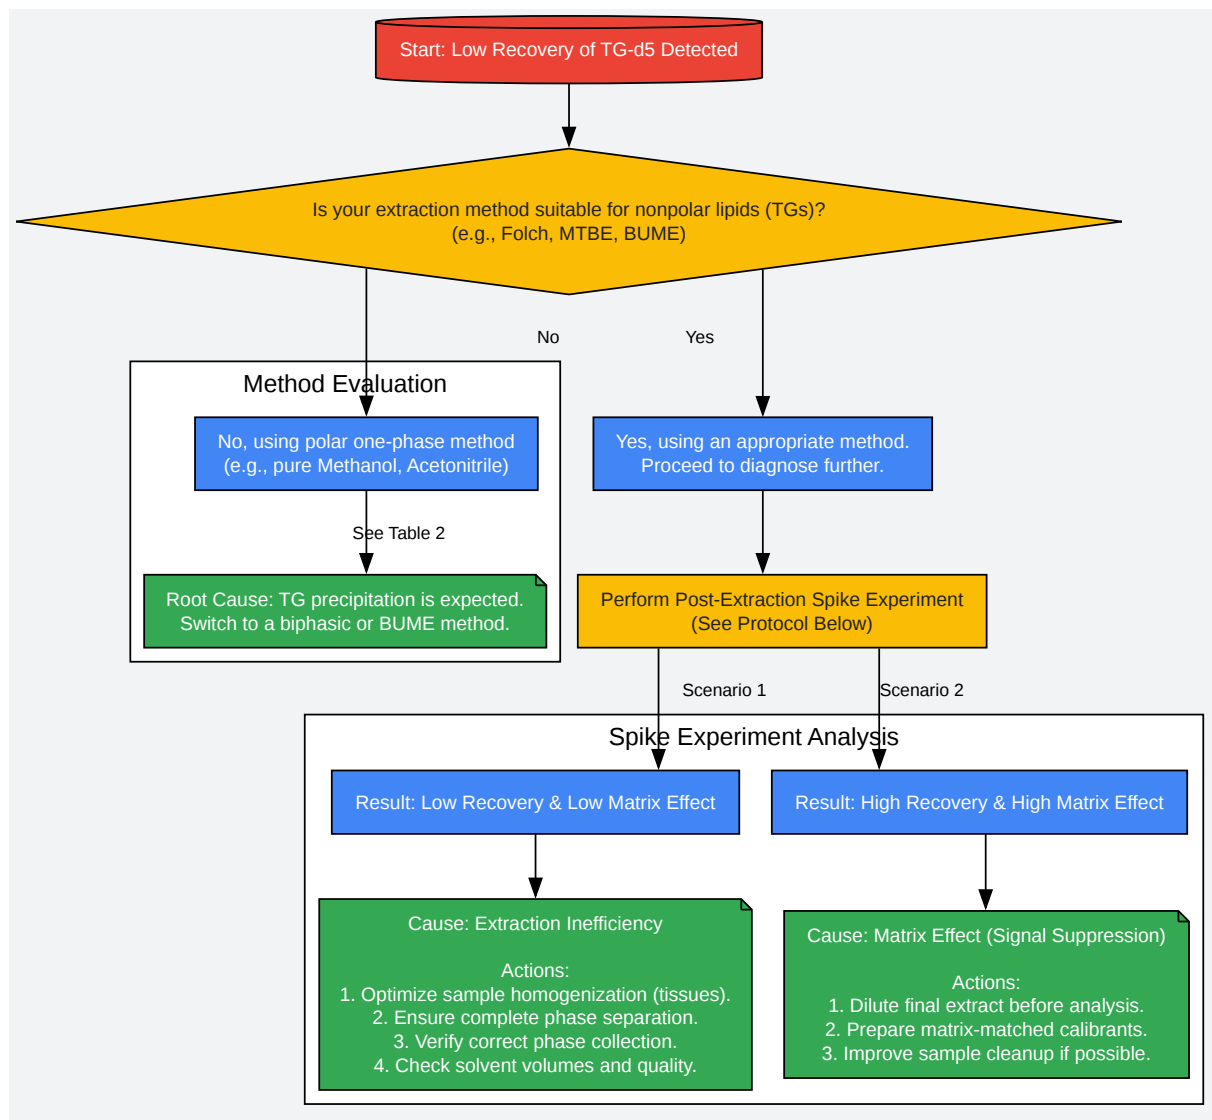 Start: Low Recovery of TG-d5 Detected
Is your extraction method suitable for nonpolar lipids (TGs)?
(e.g., Folch, MTBE, BUME)
No
Yes
Method Evaluation
No, using polar one-phase method
(e.g., pure Methanol, Acetonitrile)
Yes, using an appropriate method.
Proceed to diagnose further.
See Table 2
Root Cause: TG precipitation is expected.
Switch to a biphasic or BUME method.
Perform Post-Extraction Spike Experiment
(See Protocol Below)
Scenario 1
Scenario 2
Spike Experiment Analysis
Result: Low Recovery & Low Matrix Effect
Result: High Recovery & High Matrix Effect
Cause: Extraction Inefficiency
Actions:
1. Optimize sample homogenization (tissues).
2. Ensure complete phase separation.
3. Verify correct phase collection.
4. Check solvent volumes and quality.
Cause: Matrix Effect (Signal Suppression)
Actions:
1. Dilute final extract before analysis.
2. Prepare matrix-matched calibrants.
3. Improve sample cleanup if possible.